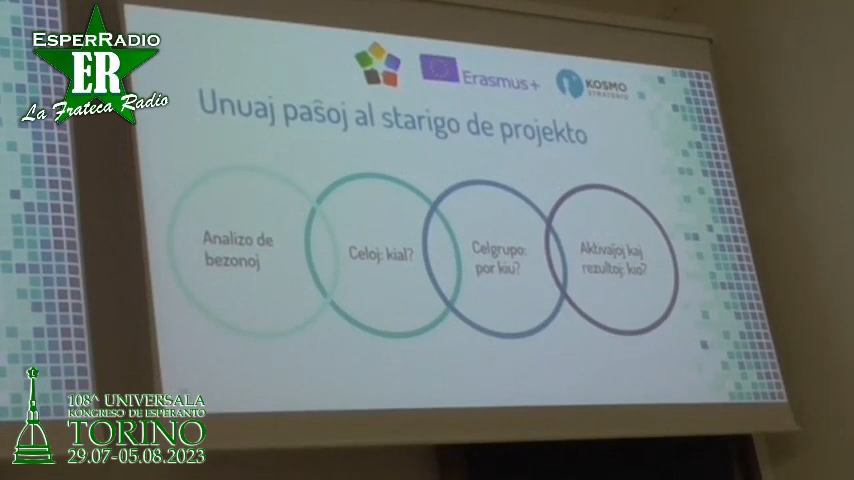 EsperRadio
ER
La Frateca Radio
Erasmus+
KOSMO
STRATEGIO
Unuaj paŝoj al starigo de projekto
Analizo de
bezonoj
Celoj: kial?
Celgrupo:
por kiu?
Aktivaĵoj kaj
rezultoj: kio?
108^ UNIVERSALA
KONGRESO DE ESPERANTO
TORINO
29.07-05.08.2023